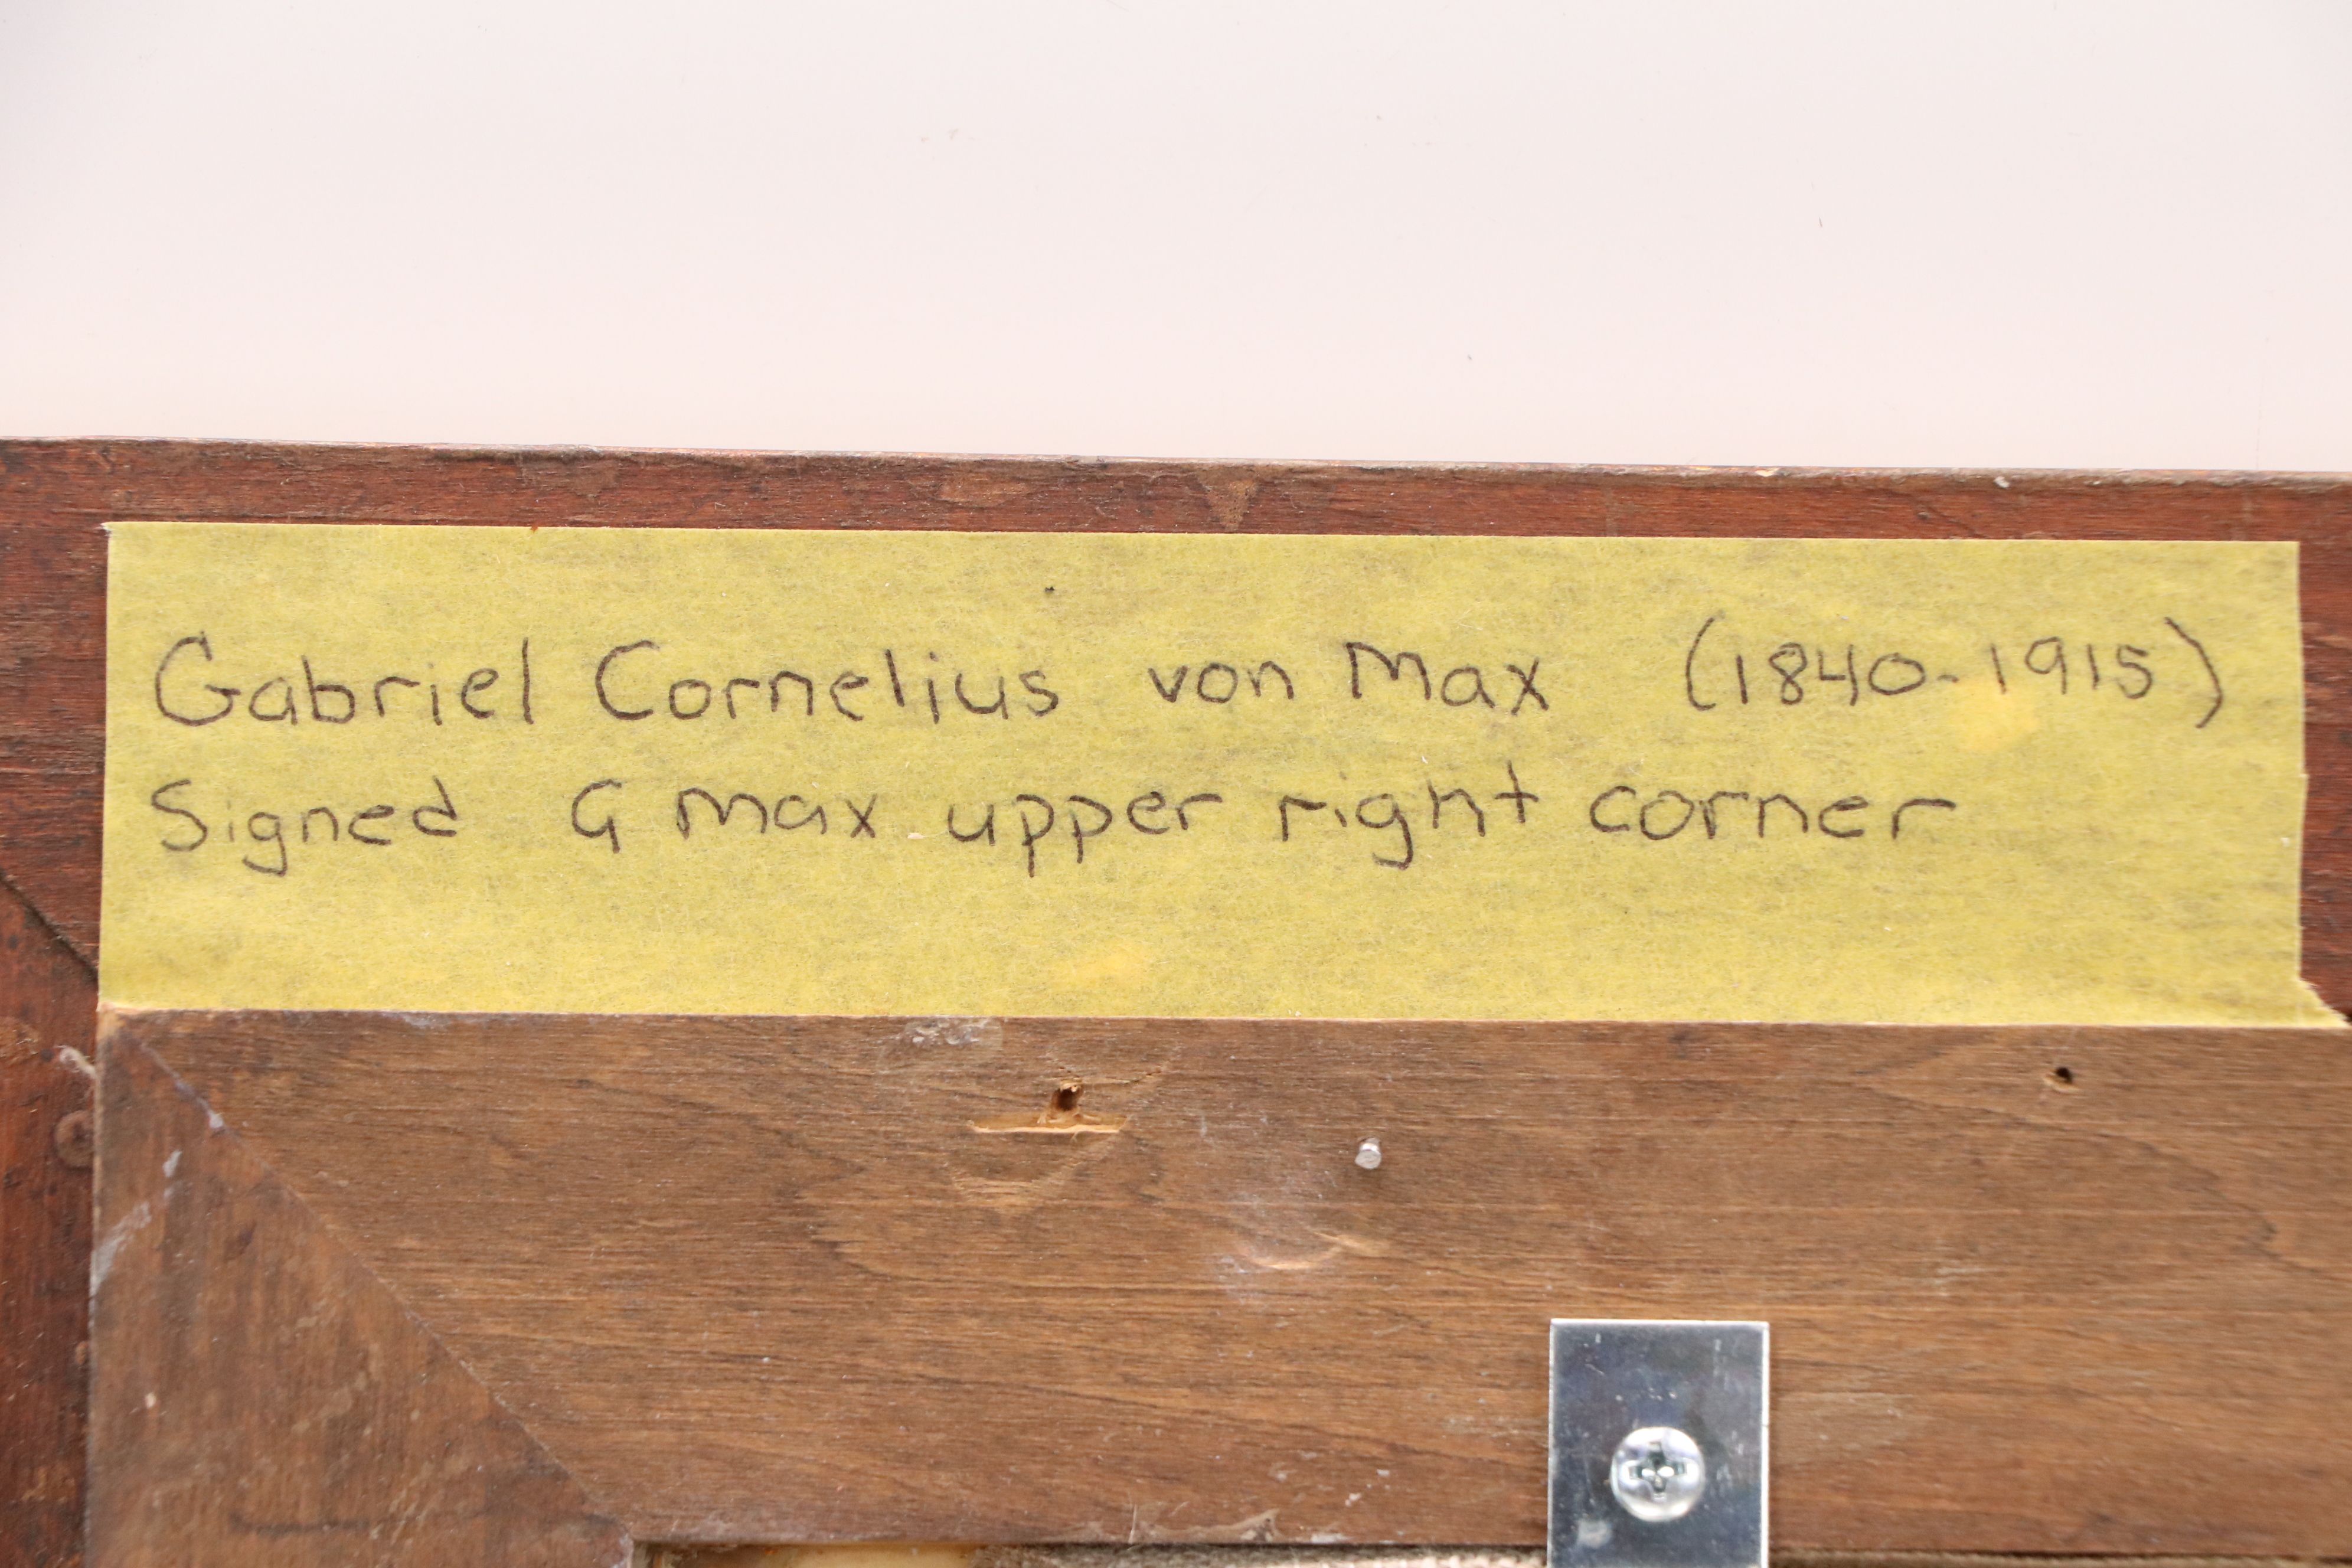 Gabriel Cornelius von Max (1840-1915)
Signed G Max upper right corner